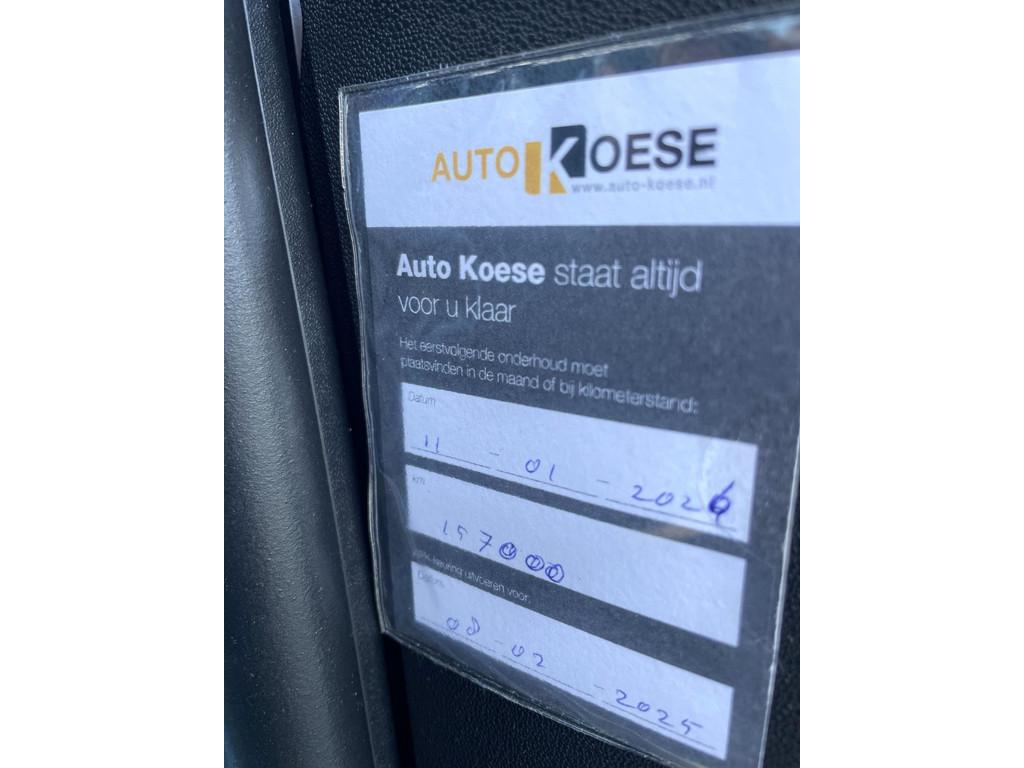 AUTO KOESE
www.auto-koese.nl
Auto Koese staat altijd
voor u klaar
Het eerstvolgende onderhoud moet
plaatsvinden in de maand of bij kilometerstand:
Datum
11 - 01 - 2026
km
157000
keuring uitvoeren voor:
Datum
08 - 02 - 2025